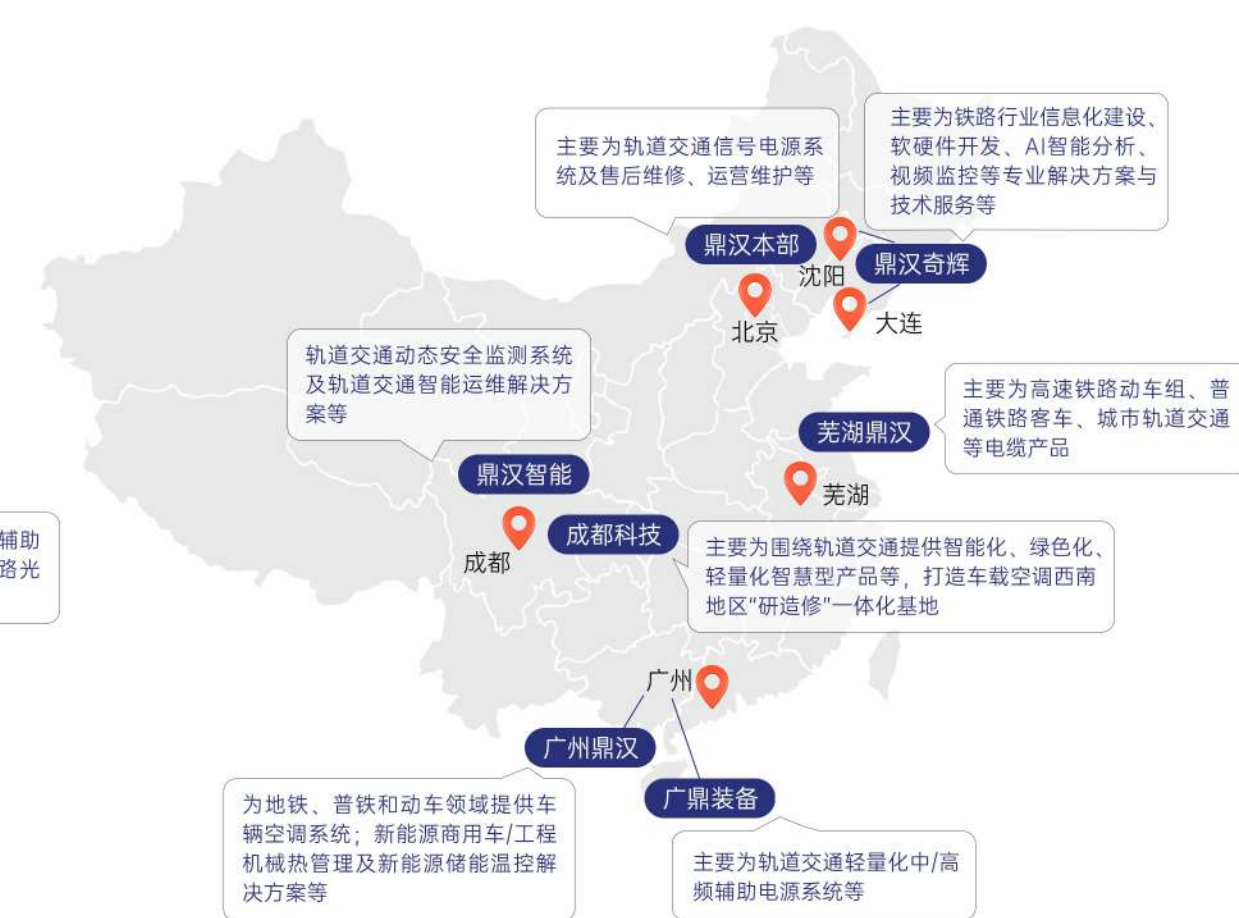 主要为轨道交通信号电源系
统及售后维修、运营维护等
主要为铁路行业信息化建设、
软硬件开发、AI智能分析、
视频监控等专业解决方案与
技术服务等
鼎汉本部
沈阳
鼎汉奇辉
北京
大连
轨道交通动态安全监测系统
及轨道交通智能运维解决方
案等
主要为高速铁路动车组、普
通铁路客车、城市轨道交通
等电缆产品
芜湖鼎汉
鼎汉智能
芜湖
成都
成都科技
辅助
路光
主要为围绕轨道交通提供智能化、绿色化、
轻量化智慧型产品等，打造车载空调西南
地区“研造修”一体化基地
广州
广州鼎汉
广鼎装备
为地铁、普铁和动车领域提供车
辆空调系统；新能源商用车/工程
机械热管理及新能源储能温控解
决方案等
主要为轨道交通轻量化中/高
频辅助电源系统等